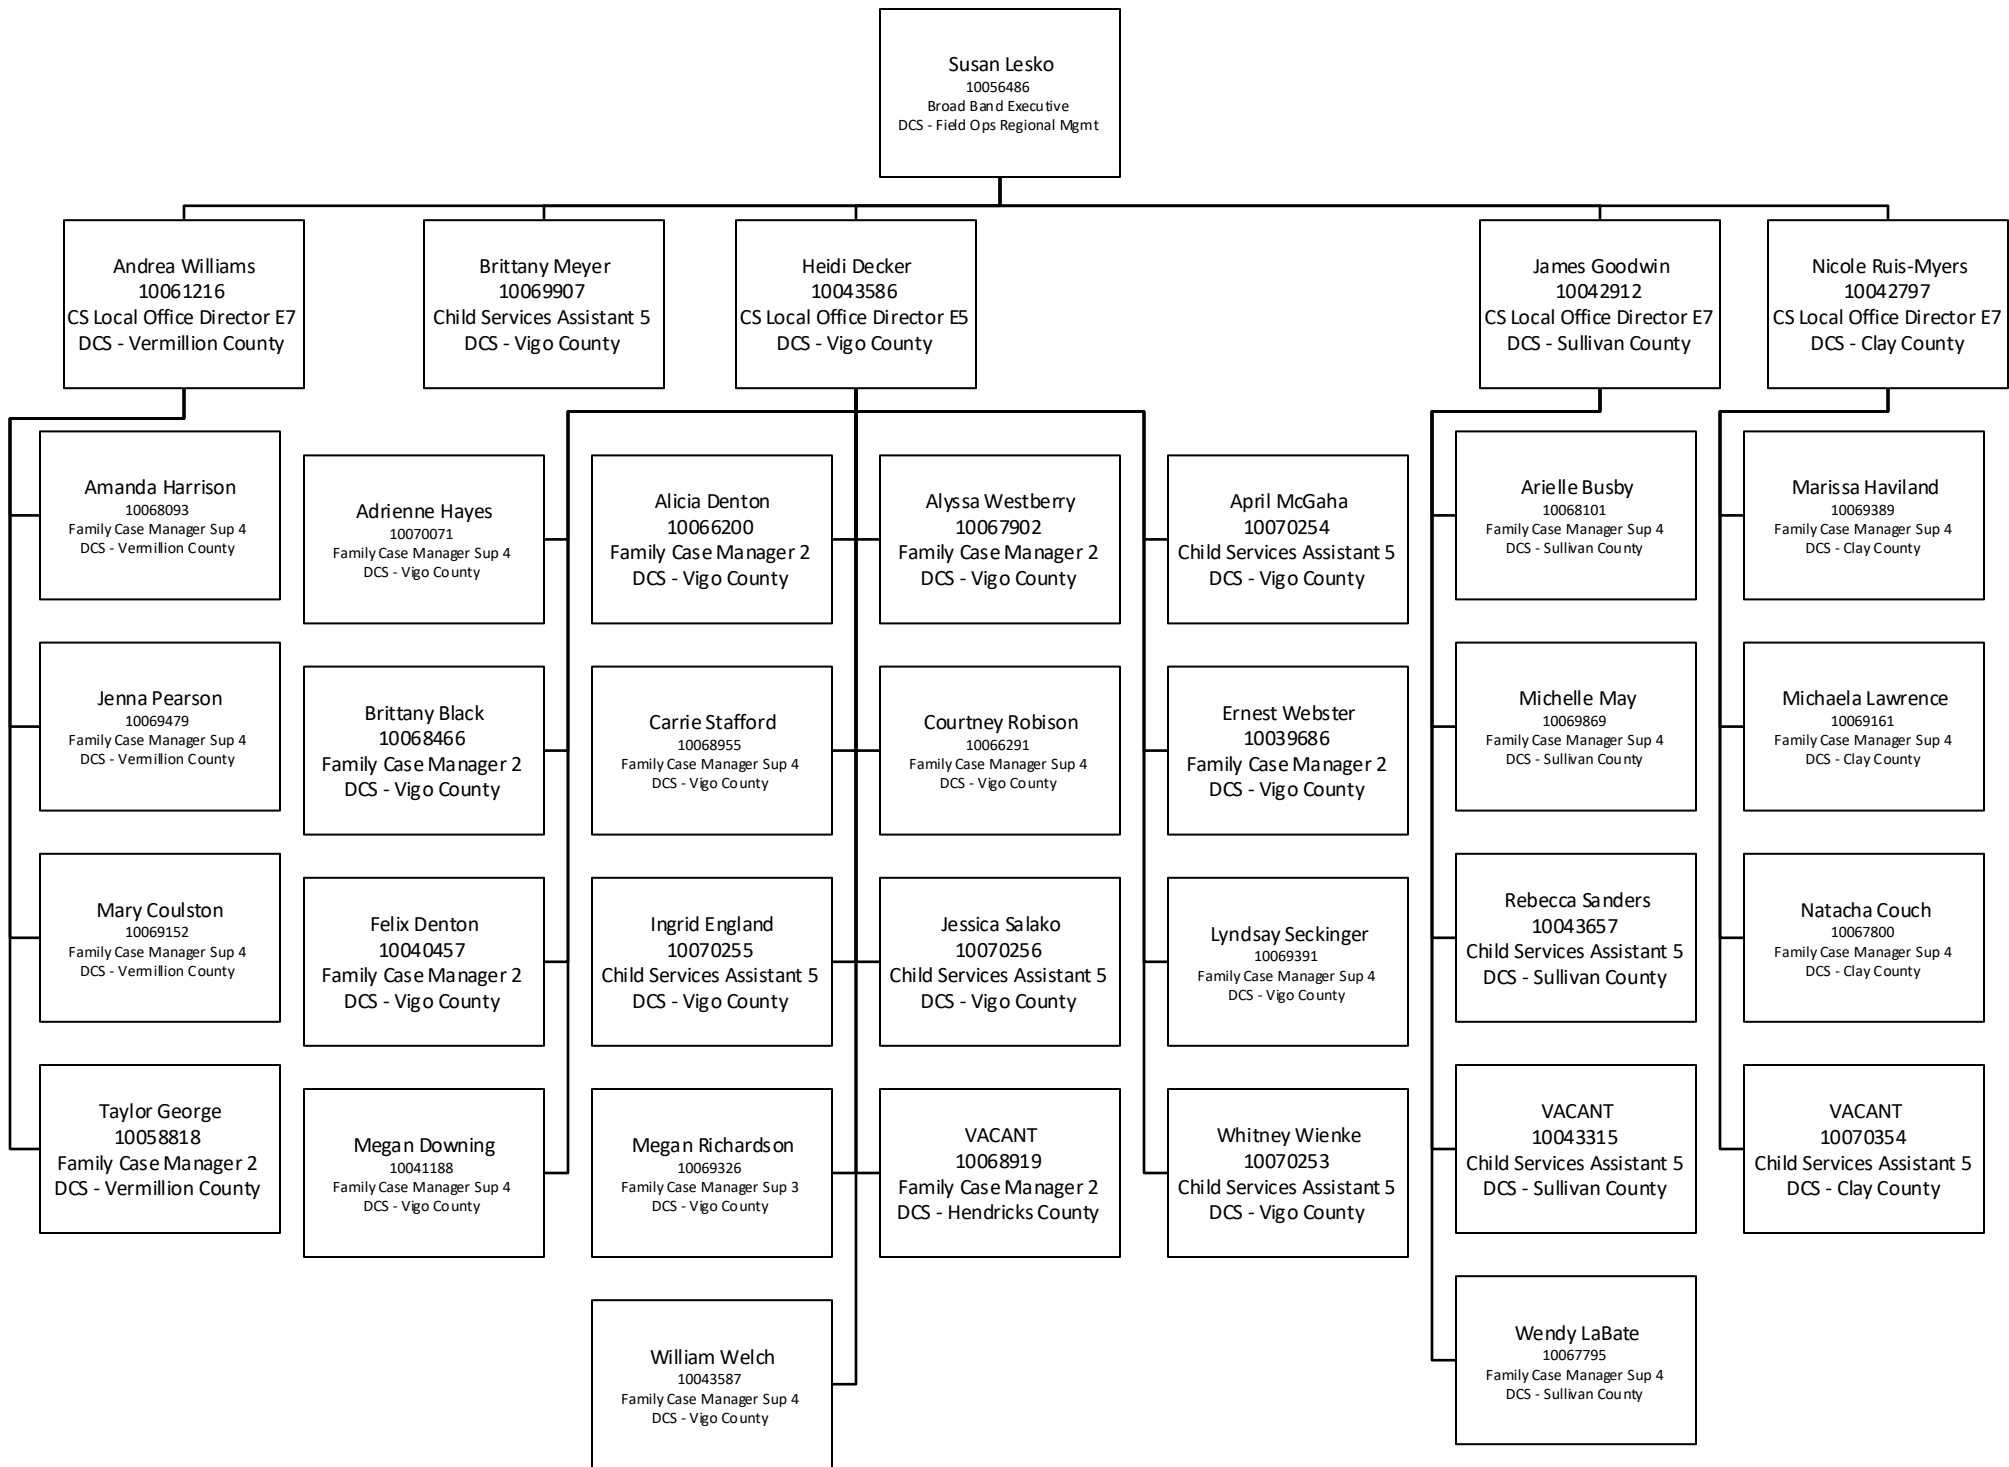 Susan Lesko
10056486
Broad Band Executive
DCS - Field Ops Regional Mgmt
Andrea Williams
10061216
CS Local Office Director E7
DCS - Vermillion County
Brittany Meyer
10069907
Child Services Assistant 5
DCS - Vigo County
Heidi Decker
10043586
CS Local Office Director E5
DCS - Vigo County
James Goodwin
10042912
CS Local Office Director E7
DCS - Sullivan County
Nicole Ruis-Myers
10042797
CS Local Office Director E7
DCS - Clay County
Amanda Harrison
10068093
Family Case Manager Sup 4
DCS - Vermillion County
Adrienne Hayes
10070071
Family Case Manager Sup 4
DCS - Vigo County
Alicia Denton
10066200
Family Case Manager 2
DCS - Vigo County
Alyssa Westberry
10067902
Family Case Manager 2
DCS - Vigo County
April McGaha
10070254
Child Services Assistant 5
DCS - Vigo County
Arielle Busby
10068101
Family Case Manager Sup 4
DCS - Sullivan County
Marissa Haviland
10069389
Family Case Manager Sup 4
DCS - Clay County
Jenna Pearson
10069479
Family Case Manager Sup 4
DCS - Vermillion County
Brittany Black
10068466
Family Case Manager 2
DCS - Vigo County
Carrie Stafford
10068955
Family Case Manager Sup 4
DCS - Vigo County
Courtney Robison
10066291
Family Case Manager Sup 4
DCS - Vigo County
Ernest Webster
10039686
Family Case Manager 2
DCS - Vigo County
Michelle May
10069869
Family Case Manager Sup 4
DCS - Sullivan County
Michaela Lawrence
10069161
Family Case Manager Sup 4
DCS - Clay County
Mary Coulston
10069152
Family Case Manager Sup 4
DCS - Vermillion County
Felix Denton
10040457
Family Case Manager 2
DCS - Vigo County
Ingrid England
10070255
Child Services Assistant 5
DCS - Vigo County
Jessica Salako
10070256
Child Services Assistant 5
DCS - Vigo County
Lyndsay Seckinger
10069391
Family Case Manager Sup 4
DCS - Vigo County
Rebecca Sanders
10043657
Child Services Assistant 5
DCS - Sullivan County
Natacha Couch
10067800
Family Case Manager Sup 4
DCS - Clay County
Taylor George
10058818
Family Case Manager 2
DCS - Vermillion County
Megan Downing
10041188
Family Case Manager Sup 4
DCS - Vigo County
Megan Richardson
10069326
Family Case Manager Sup 3
DCS - Vigo County
VACANT
10068919
Family Case Manager 2
DCS - Hendricks County
Whitney Wienke
10070253
Child Services Assistant 5
DCS - Vigo County
VACANT
10043315
Child Services Assistant 5
DCS - Sullivan County
VACANT
10070354
Child Services Assistant 5
DCS - Clay County
William Welch
10043587
Family Case Manager Sup 4
DCS - Vigo County
Wendy LaBate
10067795
Family Case Manager Sup 4
DCS - Sullivan County